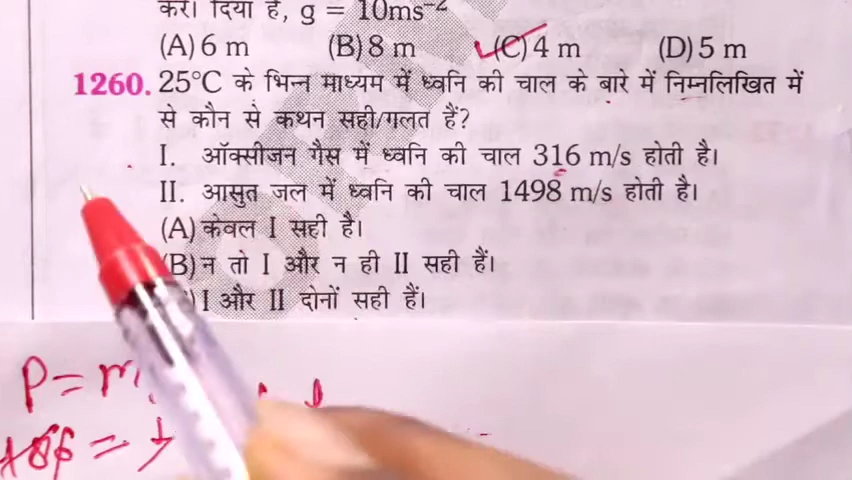 करें। दिया है, g = 10ms⁻²
(A) 6 m (B) 8 m (C) 4 m (D) 5 m
1260. 25°C के भिन्न माध्यम में ध्वनि की चाल के बारे में निम्नलिखित में
से कौन से कथन सही/गलत हैं?
I. ऑक्सीजन गैस में ध्वनि की चाल 316 m/s होती है।
II. आसुत जल में ध्वनि की चाल 1498 m/s होती है।
(A) केवल I सही है।
B) न तो I और न ही II सही हैं।
) I और II दोनों सही हैं।
P = m